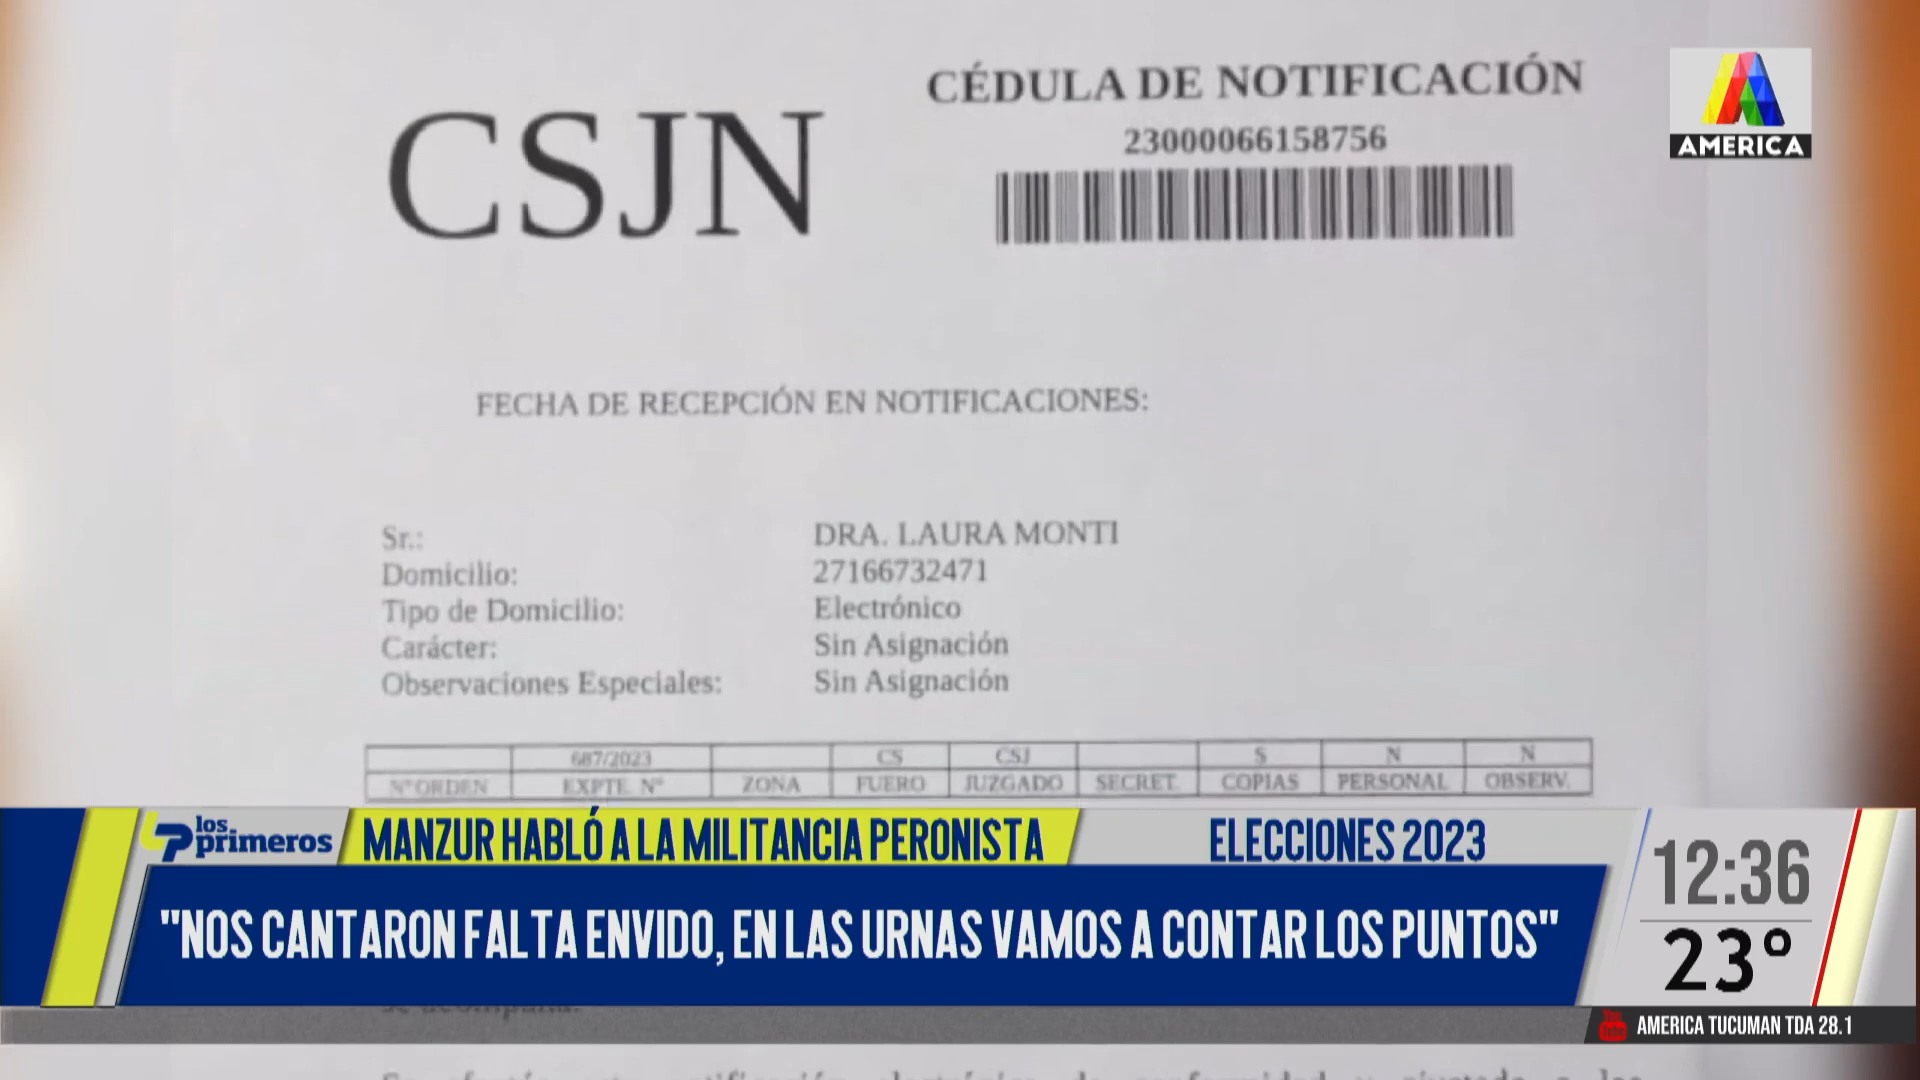 CÉDULA DE NOTIFICACIÓN
CSJN
23000066158756
AMERICA
FECHA DE RECEPCIÓN EN NOTIFICACIONES:
Sr.: DRA. LAURA MONTI
Domicilio: 27166732471
Tipo de Domicilio: Electrónico
Carácter: Sin Asignación
Observaciones Especiales: Sin Asignación
687/2023 CS CSJ S N N
N° ORDEN EXPTE. N° ZONA FUERO JUZGADO SECRET. COPIAS PERSONAL OBSERV.
los primeros MANZUR HABLÓ A LA MILITANCIA PERONISTA ELECCIONES 2023
"NOS CANTARON FALTA ENVIDO, EN LAS URNAS VAMOS A CONTAR LOS PUNTOS"
12:36
23°
AMERICA TUCUMAN TDA 28.1